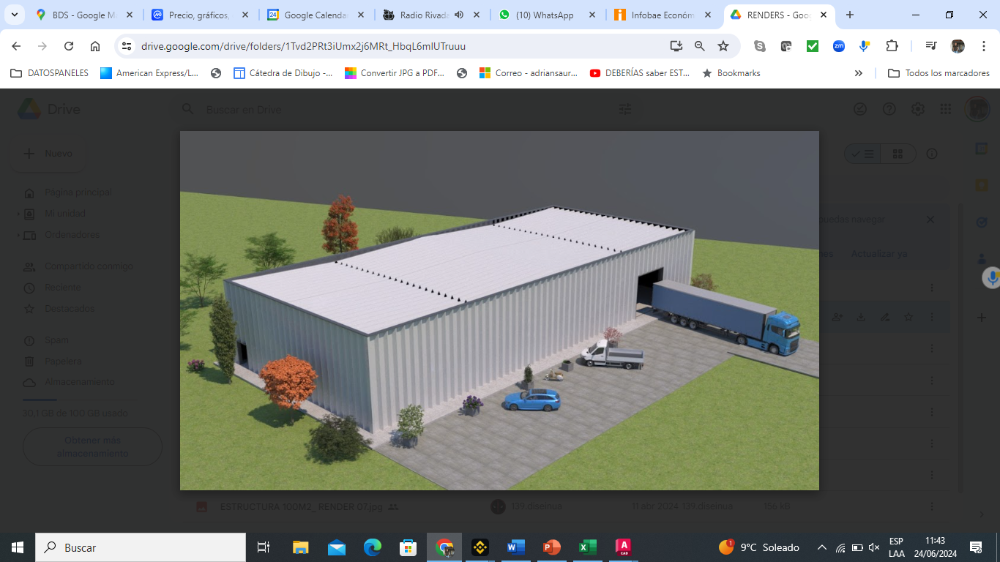 BDS - Google M
Precio, gráficos,
Google Calenda
Radio Rivada
(10) WhatsApp
Infobae Económ
RENDERS - Goo
drive.google.com/drive/folders/1Tvd2PRt3iUmx2j6MRt_HbqL6mIUTruuu
DATOSPANELES
American Express/L...
Cátedra de Dibujo -...
Convertir JPG a PDF...
Correo - adriansaur...
DEBERÍAS saber EST...
Bookmarks
Todos los marcadores
Drive
Buscar en Drive
Nuevo
Página principal
Mi unidad
Ordenadores
Compartido conmigo
Reciente
Destacados
Spam
Papelera
Almacenamiento
30,1 GB de 100 GB usado
Obtener más
almacenamiento
puedas navegar
Actualizar ya
ESTRUCTURA 100M2_ RENDER 07.jpg
139.diseinua
11 abr 2024 139.diseinua
156 kB
Buscar
9°C Soleado
ESP
LAA
11:43
24/06/2024